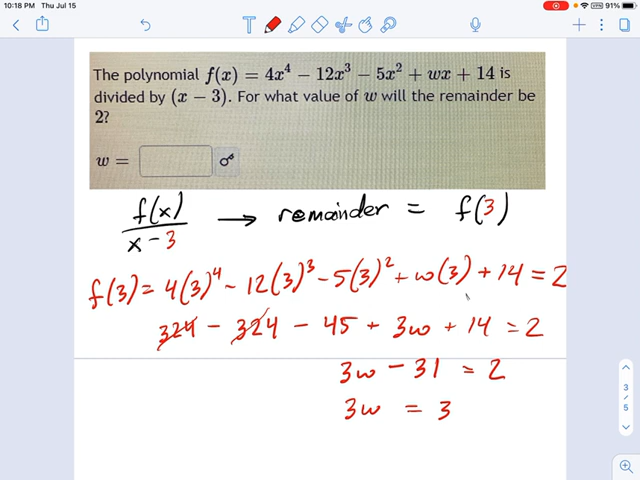 10:18 PM Thu Jul 15
91%
The polynomial f(x) = 4x⁴ − 12x³ − 5x² + wx + 14 is
divided by (x − 3). For what value of w will the remainder be
2?
w =
f(x)/(x-3) → remainder = f(3)
f(3) = 4(3)⁴ - 12(3)³ - 5(3)² + w(3) + 14 = 2
324 - 324 - 45 + 3w + 14 = 2
3w - 31 = 2
3w = 3
3/5